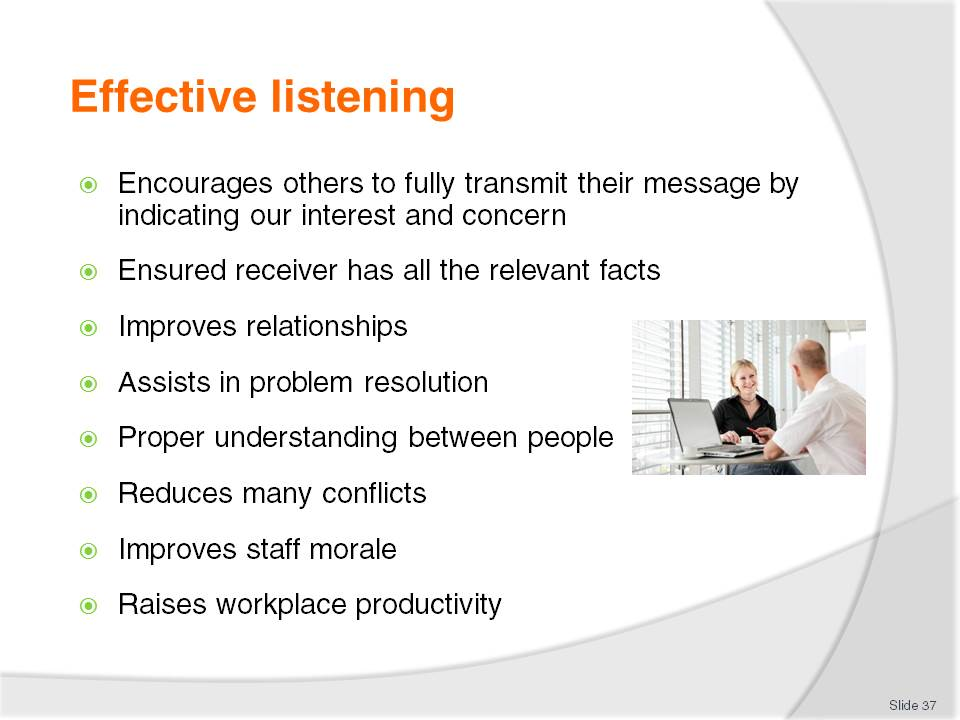 Effective listening
Encourages others to fully transmit their message by
indicating our interest and concern
Ensured receiver has all the relevant facts
Improves relationships
Assists in problem resolution
Proper understanding between people
Reduces many conflicts
Improves staff morale
Raises workplace productivity
Slide 37